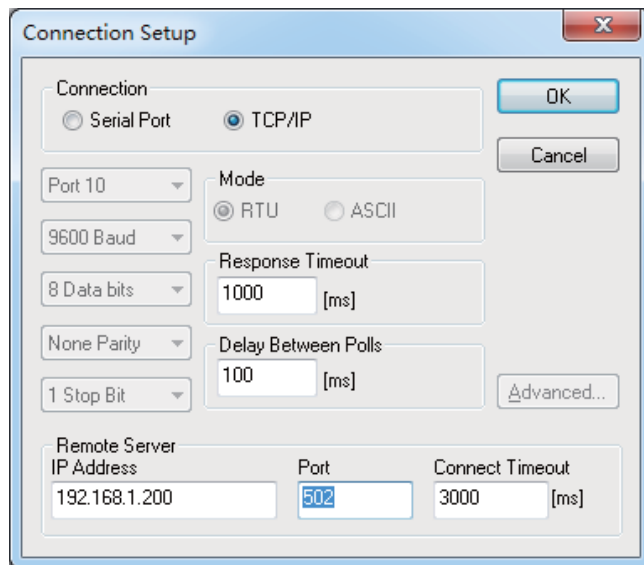 Connection Setup
Connection
Serial Port TCP/IP
OK
Cancel
Port 10
9600 Baud
8 Data bits
None Parity
1 Stop Bit
Mode
RTU ASCII
Response Timeout
1000 [ms]
Delay Between Polls
100 [ms]
Advanced...
Remote Server
IP Address Port Connect Timeout
192.168.1.200 502 3000 [ms]